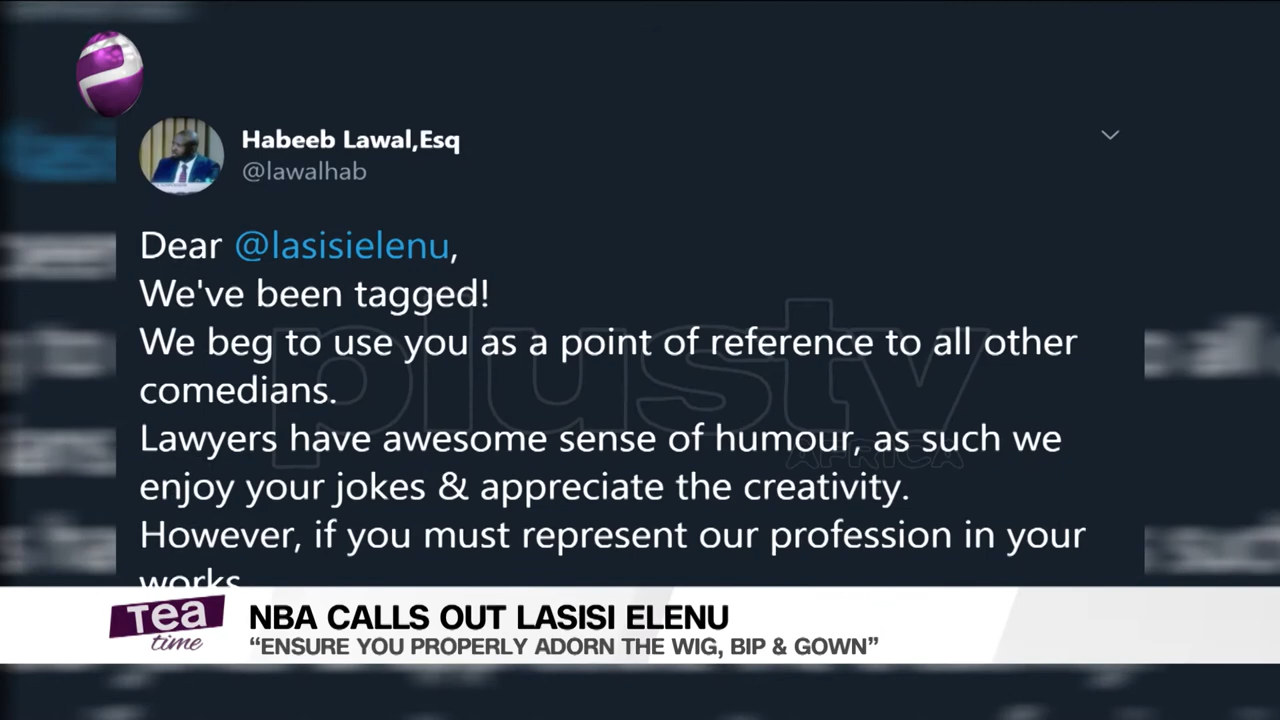 Habeeb Lawal,Esq
@lawalhab
Dear @lasisielenu,
We've been tagged!
We beg to use you as a point of reference to all other
comedians.
Lawyers have awesome sense of humour, as such we
enjoy your jokes & appreciate the creativity.
However, if you must represent our profession in your
works
plustv
AFRICA
Tea
time
NBA CALLS OUT LASISI ELENU
“ENSURE YOU PROPERLY ADORN THE WIG, BIP & GOWN”